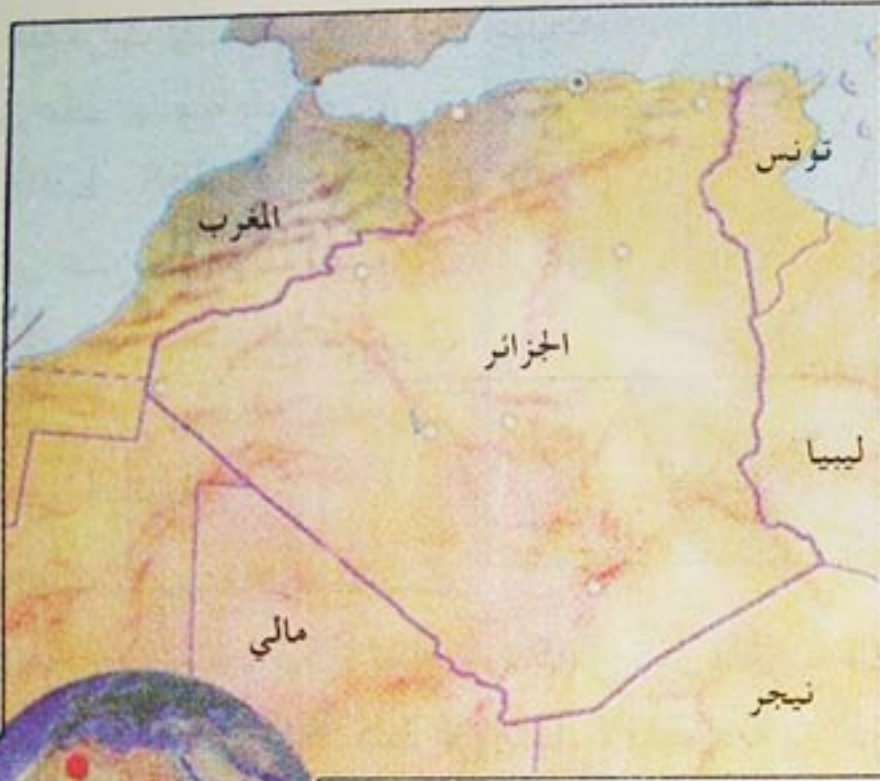 تونس
المغرب
الجزائر
ليبيا
مالي
نيجر